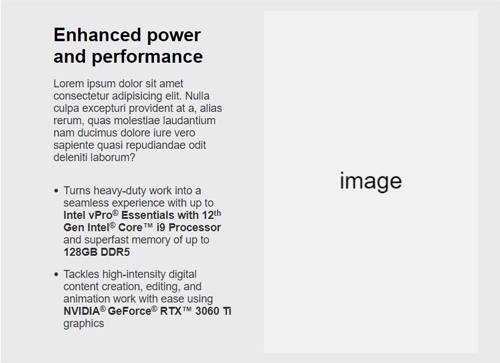 Enhanced power
and performance
Lorem ipsum dolor sit amet
consectetur adipisicing elit. Nulla
culpa excepturi provident at a, alias
rerum, quas molestiae laudantium
nam ducimus dolore iure vero
sapiente quasi repudiandae odit
deleniti laborum?
• Turns heavy-duty work into a
seamless experience with up to
Intel vPro® Essentials with 12th
Gen Intel® Core™ i9 Processor
and superfast memory of up to
128GB DDR5
• Tackles high-intensity digital
content creation, editing, and
animation work with ease using
NVIDIA® GeForce® RTX™ 3060 Ti
graphics
image